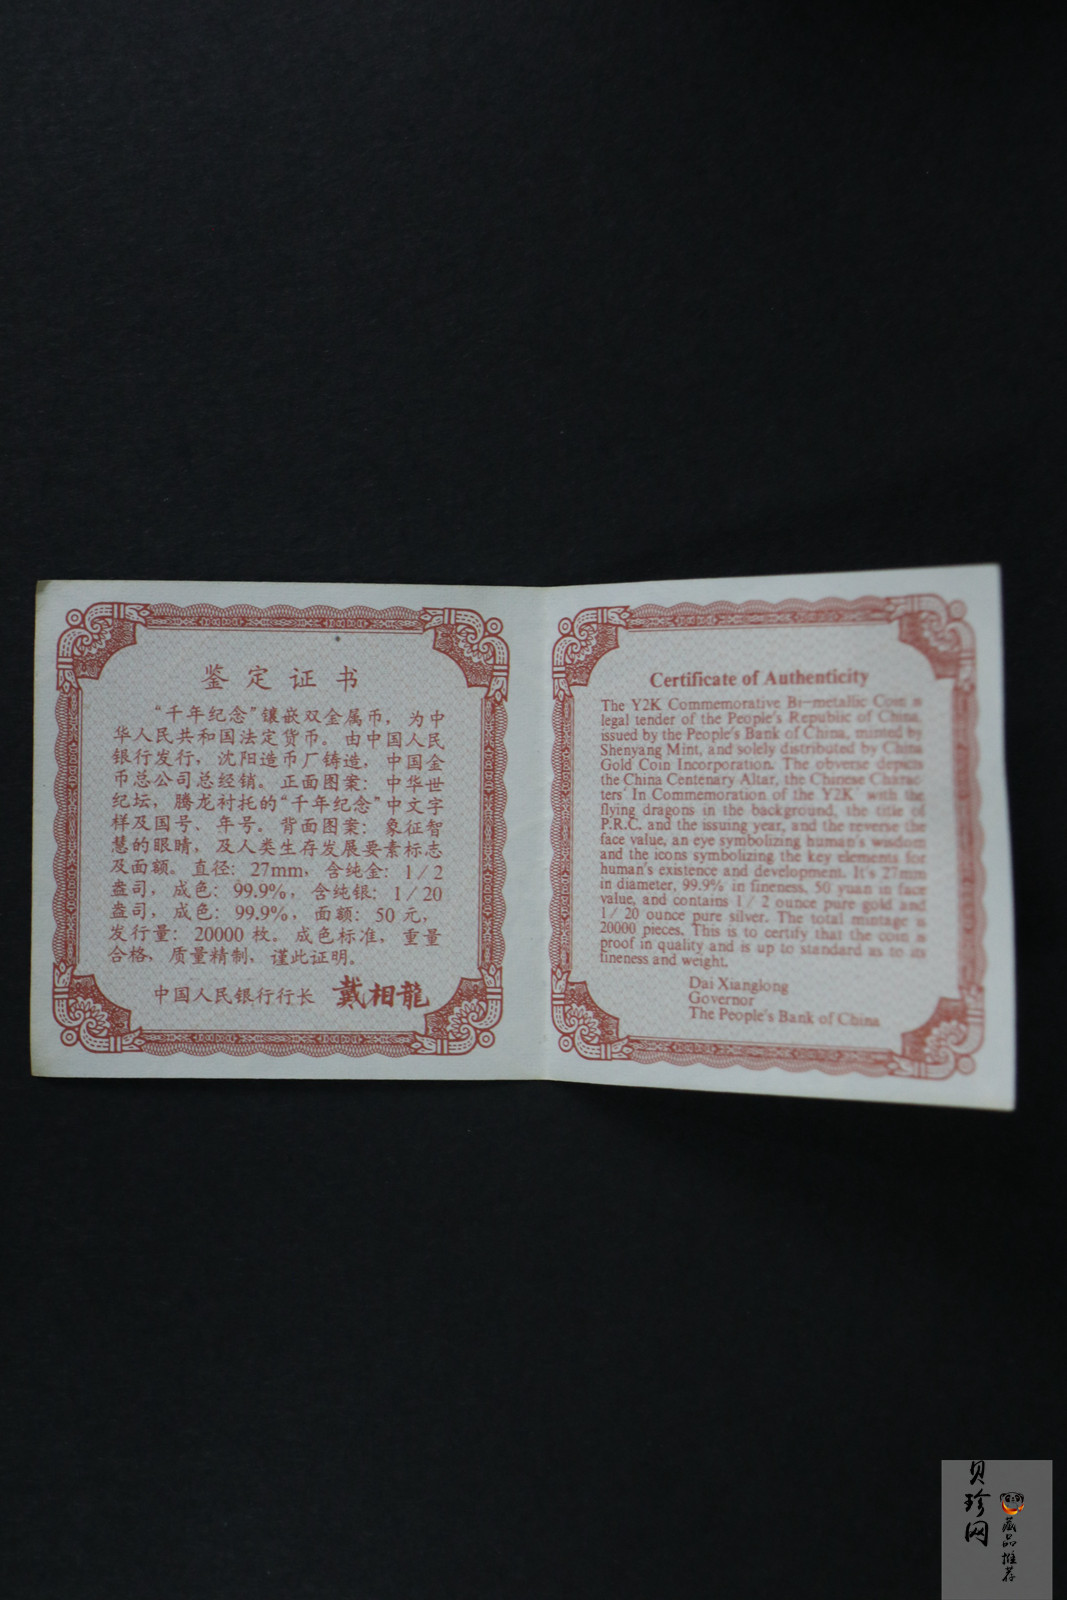 鉴定证书
“千年纪念”镶嵌双金属币，为中
华人民共和国法定货币。由中国人民
银行发行，沈阳造币厂铸造，中国金
币总公司总经销。正面图案：中华世
纪坛，腾龙衬托的“千年纪念”中文字
样及国号、年号。背面图案：象征智
慧的眼睛，及人类生存发展要素标志
及面额。直径：27mm，含纯金：1/2
盎司，成色：99.9%，含纯银：1/20
盎司，成色：99.9%，面额：50元，
发行量：20000枚。成色标准，重量
合格，质量精制，谨此证明。
中国人民银行行长 戴相龍
Certificate of Authenticity
The Y2K Commemorative Bi-metallic Coin is
legal tender of the People's Republic of China,
issued by the People's Bank of China, minted by
Shenyang Mint, and solely distributed by China
Gold Coin Incorporation. The obverse depicts
the China Centenary Altar, the Chinese Charac-
ters' In Commemoration of the Y2K' with the
flying dragons in the background, the title of
P.R.C. and the issuing year, and the reverse the
face value, an eye symbolizing human's wisdom
and the icons symbolizing the key elements for
human's existence and development. It's 27mm
in diameter, 99.9% in fineness, 50 yuan in face
value, and contains 1/2 ounce pure gold and
1/20 ounce pure silver. The total mintage is
20000 pieces. This is to certify that the coin is
proof in quality and is up to standard as to its
fineness and weight.
Dai Xianglong
Governor
The People's Bank of China
贝珍网
藏品推荐